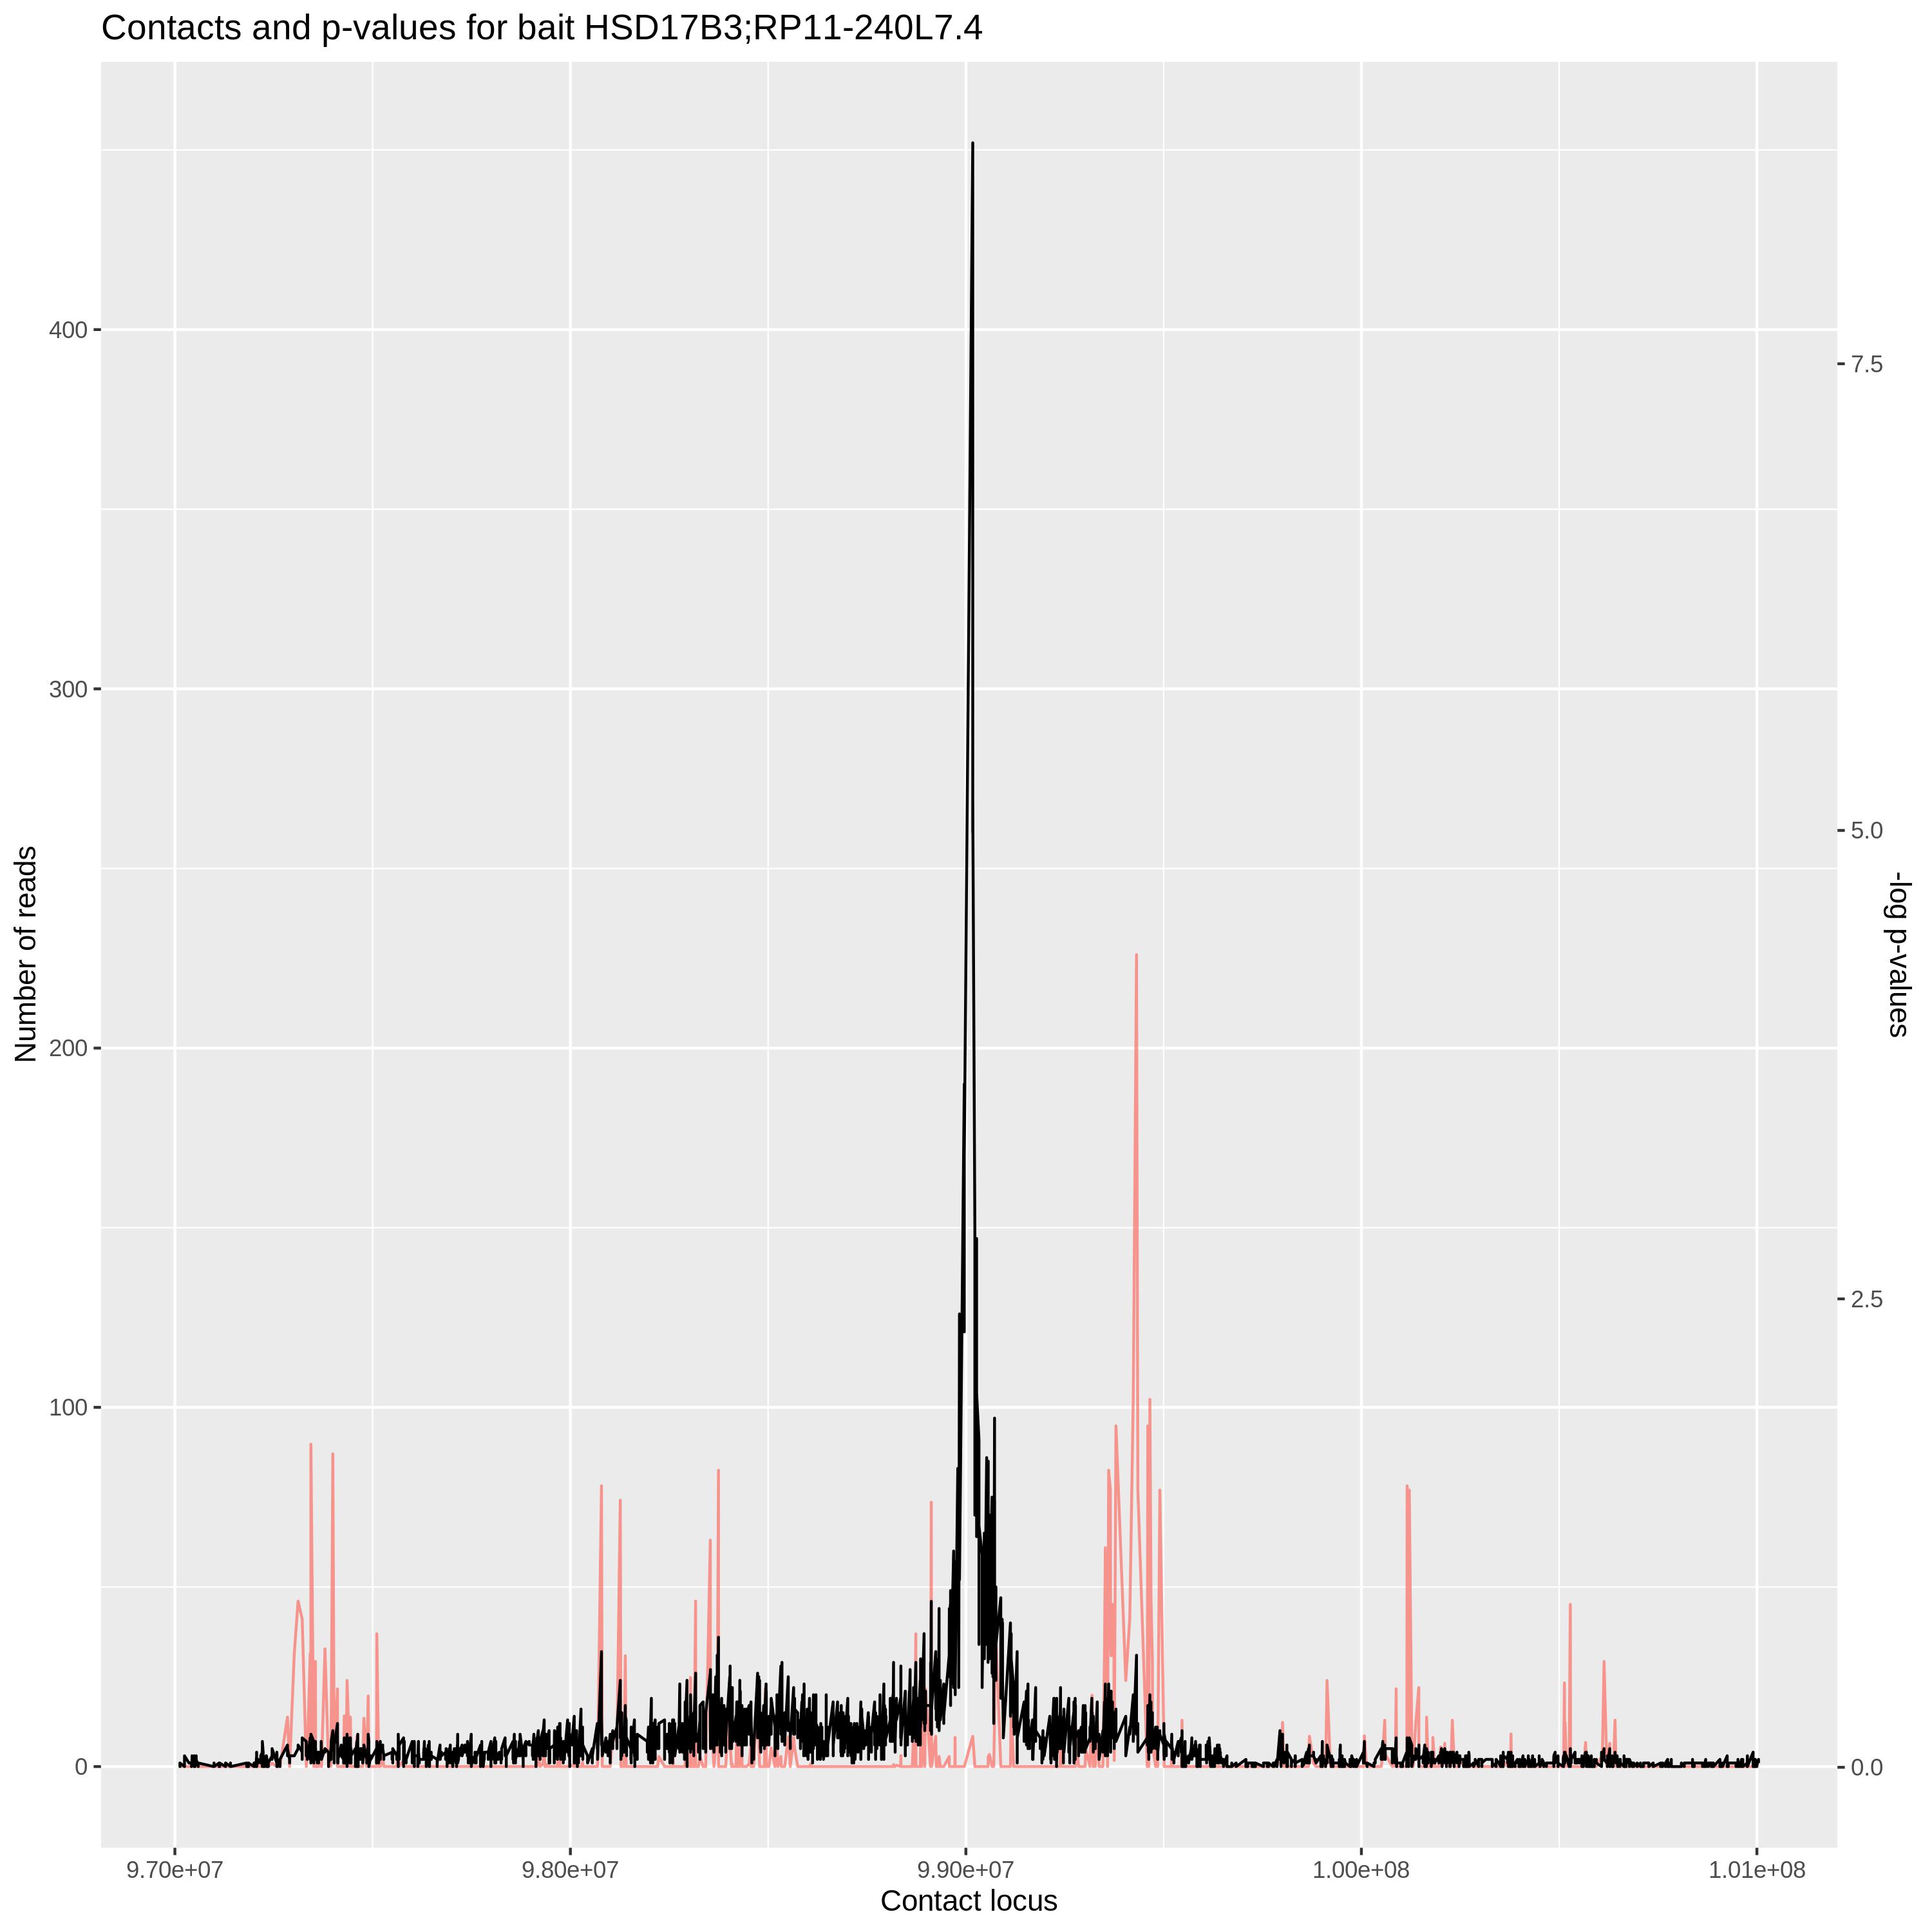 Contacts and p-values for bait HSD17B3;RP11-240L7.4
400
300
200
100
0
Number of reads
7.5
5.0
2.5
0.0
-log p-values
9.70e+07 9.80e+07 9.90e+07 1.00e+08 1.01e+08
Contact locus